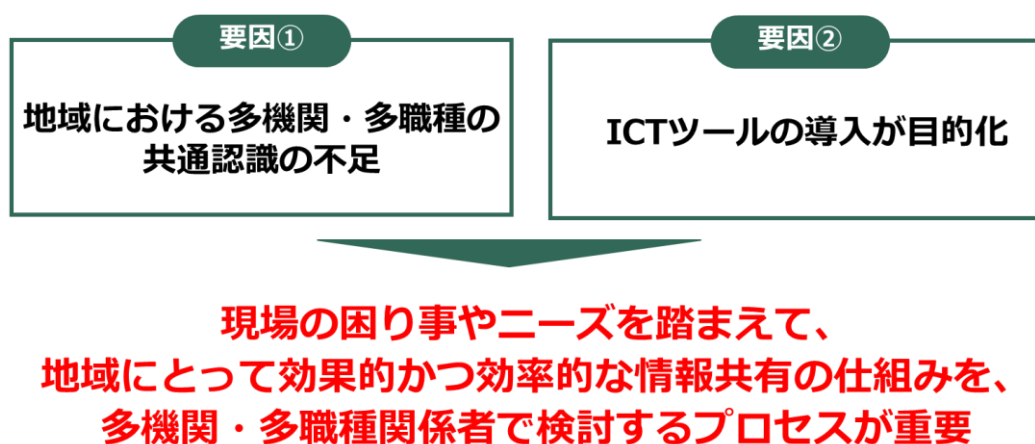 要因①
地域における多機関・多職種の
共通認識の不足
要因②
ICTツールの導入が目的化
現場の困り事やニーズを踏まえて、
地域にとって効果的かつ効率的な情報共有の仕組みを、
多機関・多職種関係者で検討するプロセスが重要